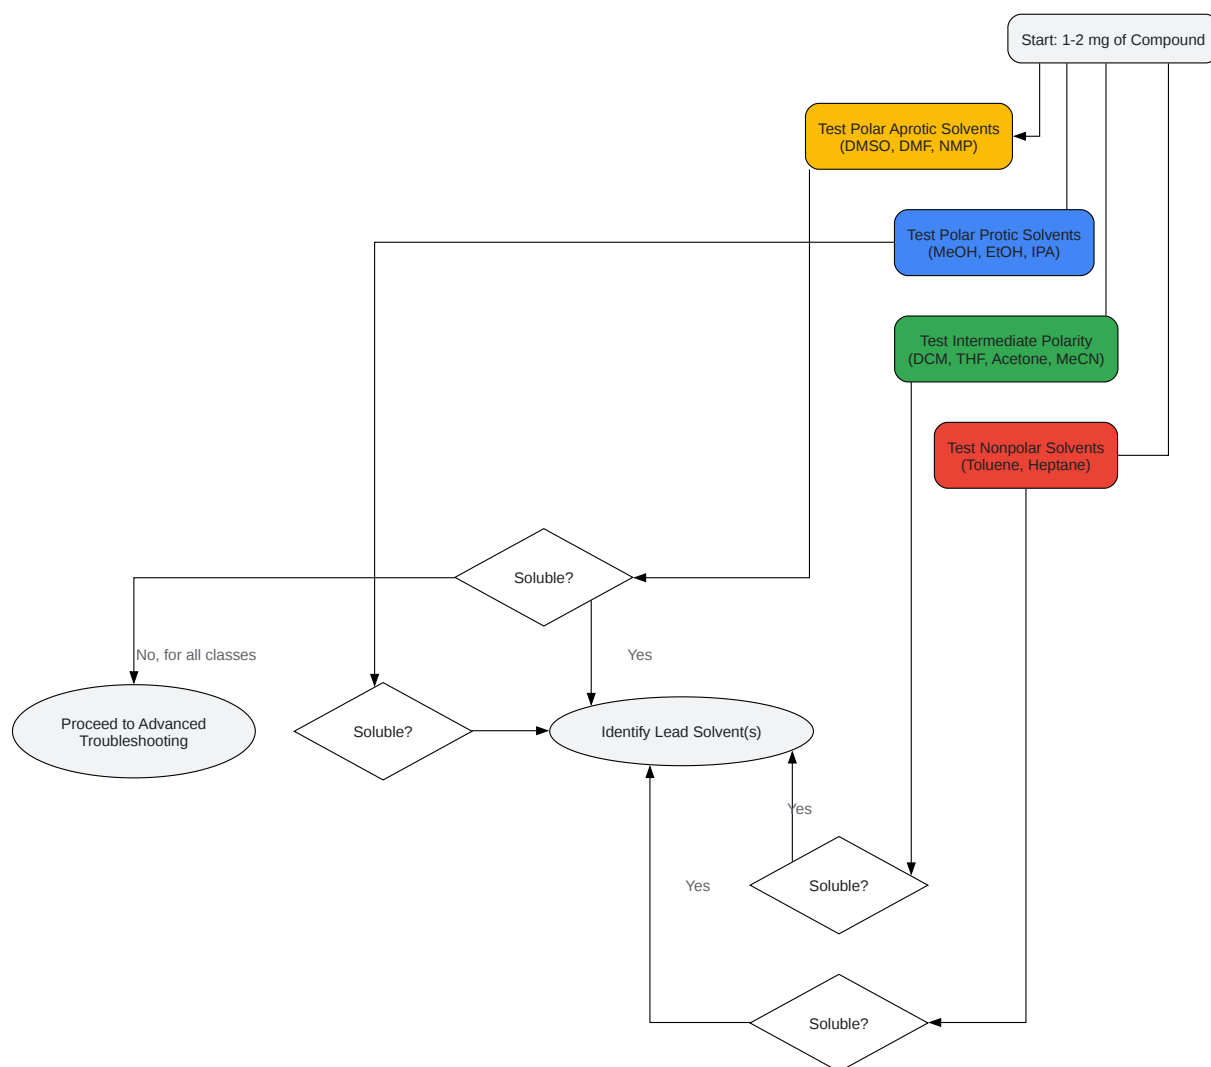 Start: 1-2 mg of Compound
Test Polar Aprotic Solvents
(DMSO, DMF, NMP)
Test Polar Protic Solvents
(MeOH, EtOH, IPA)
Test Intermediate Polarity
(DCM, THF, Acetone, MeCN)
Test Nonpolar Solvents
(Toluene, Heptane)
Soluble?
No, for all classes
Yes
Proceed to Advanced
Troubleshooting
Soluble?
Identify Lead Solvent(s)
Yes
Yes
Soluble?
Soluble?